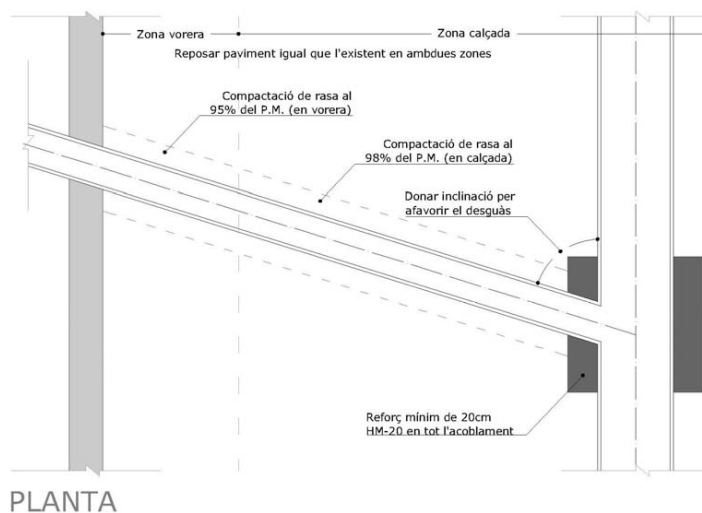 Zona vorera
Zona calçada
Reposar paviment igual que l'existent en ambdues zones
Compactació de rasa al
95% del P.M. (en vorera)
Compactació de rasa al
98% del P.M. (en calçada)
Donar inclinació per
afavorir el desguàs
Reforç mínim de 20cm
HM-20 en tot l'acoblament
PLANTA